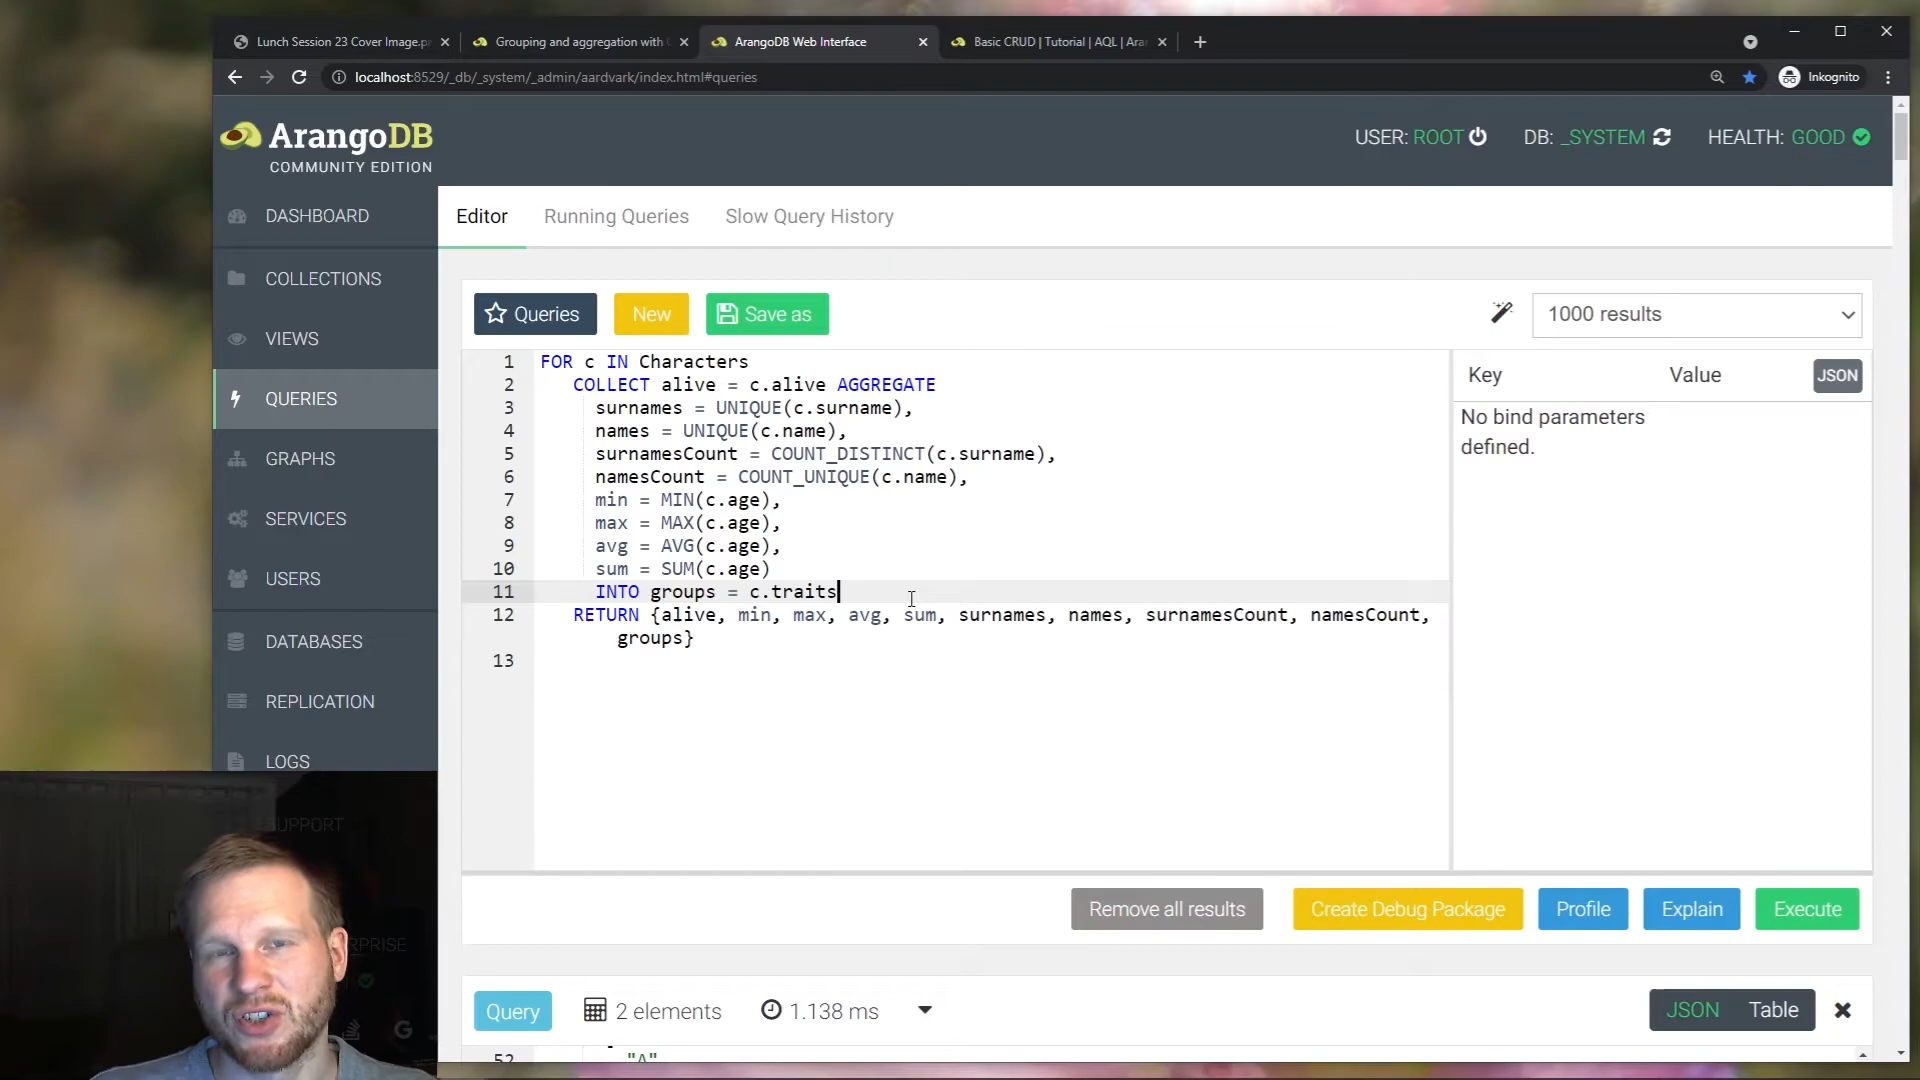 Lunch Session 23 Cover Image.pr
Grouping and aggregation with
ArangoDB Web Interface
Basic CRUD | Tutorial | AQL | Aran
localhost:8529/_db/_system/_admin/aardvark/index.html#queries
Inkognito
ArangoDB
COMMUNITY EDITION
USER: ROOT
DB: _SYSTEM
HEALTH: GOOD
DASHBOARD
COLLECTIONS
VIEWS
QUERIES
GRAPHS
SERVICES
USERS
DATABASES
REPLICATION
LOGS
SUPPORT
RPRISE
Editor
Running Queries
Slow Query History
Queries
New
Save as
1000 results
1 FOR c IN Characters
2 COLLECT alive = c.alive AGGREGATE
3 surnames = UNIQUE(c.surname),
4 names = UNIQUE(c.name),
5 surnamesCount = COUNT_DISTINCT(c.surname),
6 namesCount = COUNT_UNIQUE(c.name),
7 min = MIN(c.age),
8 max = MAX(c.age),
9 avg = AVG(c.age),
10 sum = SUM(c.age)
11 INTO groups = c.traits
12 RETURN {alive, min, max, avg, sum, surnames, names, surnamesCount, namesCount,
groups}
13
Key
Value
JSON
No bind parameters
defined.
Remove all results
Create Debug Package
Profile
Explain
Execute
Query
2 elements
1.138 ms
JSON
Table
52 "A"